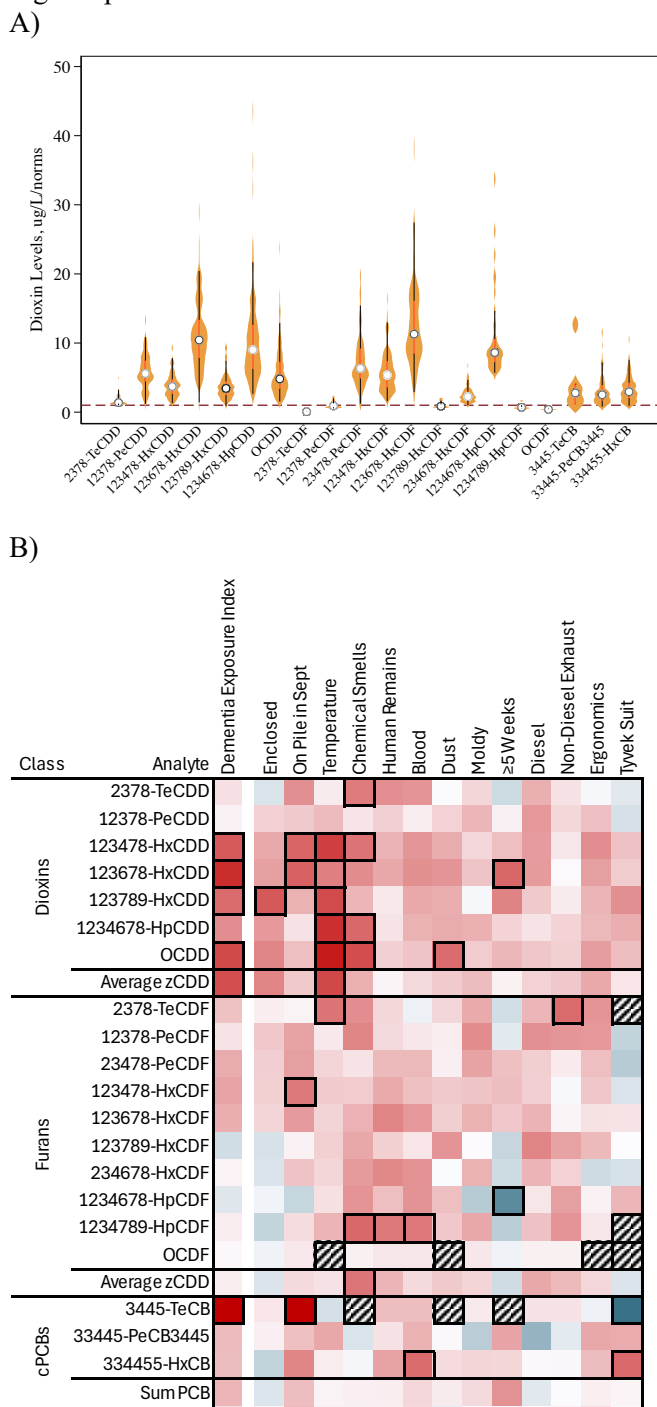 A)
50
40
30
20
10
0
Dioxin Levels, ug/L/norms
2378-TeCDD
12378-PeCDD
123478-HxCDD
123678-HxCDD
123789-HxCDD
1234678-HpCDD
OCDD
2378-TeCDF
12378-PeCDF
23478-PeCDF
123478-HxCDF
123678-HxCDF
123789-HxCDF
234678-HxCDF
1234678-HpCDF
1234789-HpCDF
OCDF
3445-TeCB
33445-PeCB3445
334455-HxCB
B)
Dementia Exposure Index
Enclosed
On Pile in Sept
Temperature
Chemical Smells
Human Remains
Blood
Dust
Moldy
≥5 Weeks
Diesel
Non-Diesel Exhaust
Ergonomics
Tyvek Suit
Class Analyte
Dioxins
2378-TeCDD
12378-PeCDD
123478-HxCDD
123678-HxCDD
123789-HxCDD
1234678-HpCDD
OCDD
Average zCDD
Furans
2378-TeCDF
12378-PeCDF
23478-PeCDF
123478-HxCDF
123678-HxCDF
123789-HxCDF
234678-HxCDF
1234678-HpCDF
1234789-HpCDF
OCDF
Average zCDD
cPCBs
3445-TeCB
33445-PeCB3445
334455-HxCB
Sum PCB